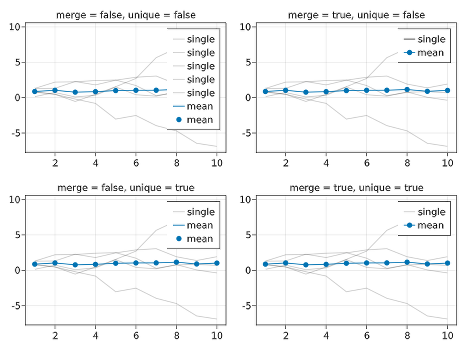 merge = false, unique = false
10
5
0
-5
2
4
6
8
10
single
single
single
single
single
mean
mean
merge = true, unique = false
10
5
0
-5
2
4
6
8
10
single
mean
merge = false, unique = true
10
5
0
-5
2
4
6
8
10
single
mean
mean
merge = true, unique = true
10
5
0
-5
2
4
6
8
10
single
mean